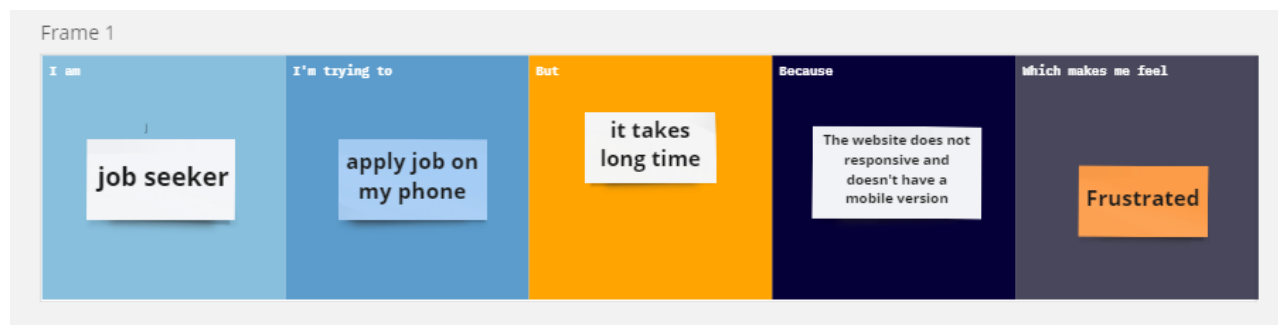 Frame 1
I am
I'm trying to
But
Because
Which makes me feel
j
job seeker
apply job on
my phone
it takes
long time
The website does not
responsive and
doesn't have a
mobile version
Frustrated